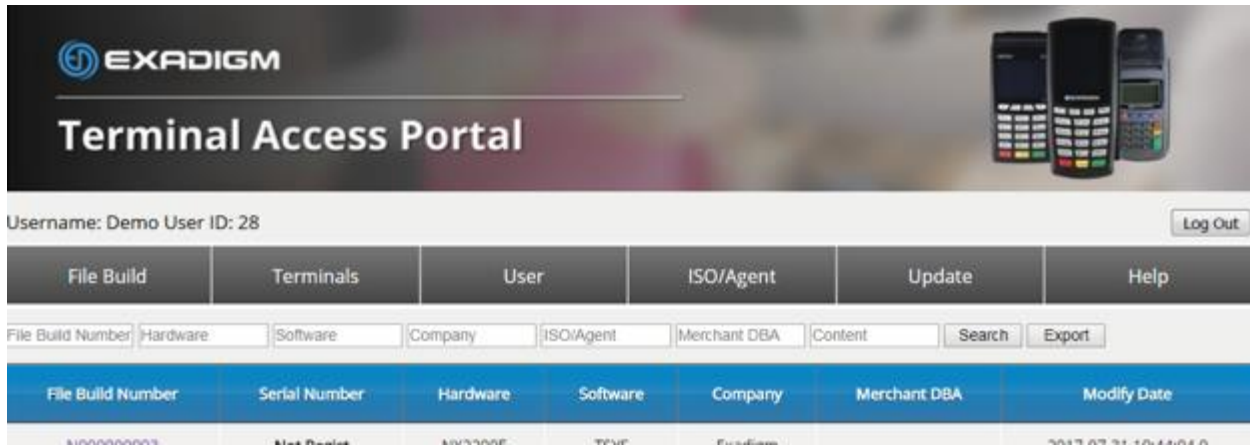 EXADIGM
Terminal Access Portal
Username: Demo User ID: 28
Log Out
File Build Terminals User ISO/Agent Update Help
File Build Number Hardware Software Company ISO/Agent Merchant DBA Content Search Export
File Build Number Serial Number Hardware Software Company Merchant DBA Modify Date
Exadigm